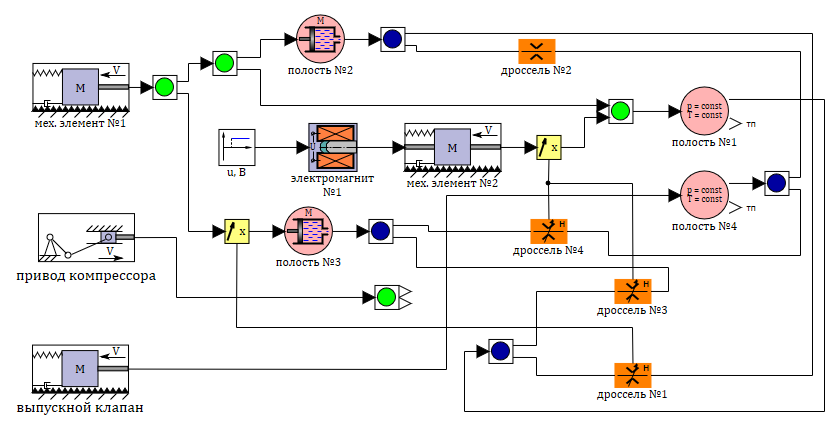 M
полость №2
дроссель №2
V
M
мех. элемент №1
p = const
T = const
тп
полость №1
u, В
U
электромагнит
№1
V
M
мех. элемент №2
x
p = const
T = const
тп
полость №4
V
привод компрессора
x
M
полость №3
H
дроссель №4
H
дроссель №3
V
M
выпускной клапан
H
дроссель №1